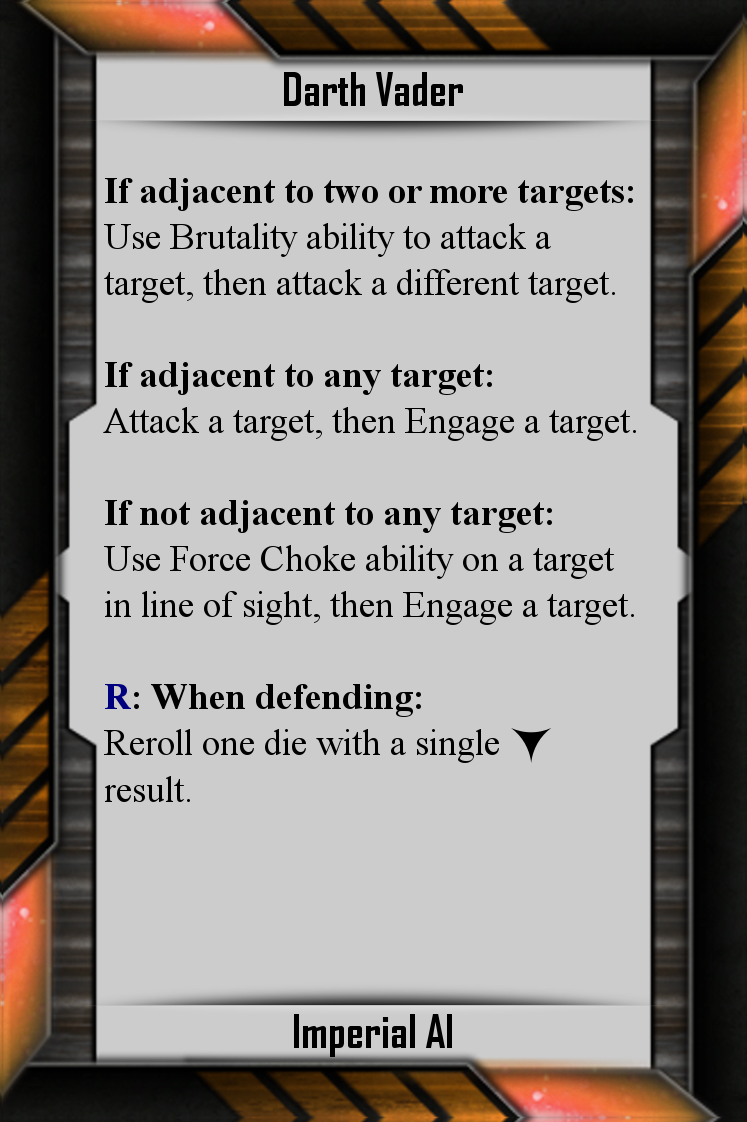 Darth Vader
If adjacent to two or more targets:
Use Brutality ability to attack a
target, then attack a different target.
If adjacent to any target:
Attack a target, then Engage a target.
If not adjacent to any target:
Use Force Choke ability on a target
in line of sight, then Engage a target.
R: When defending:
Reroll one die with a single
result.
Imperial AI